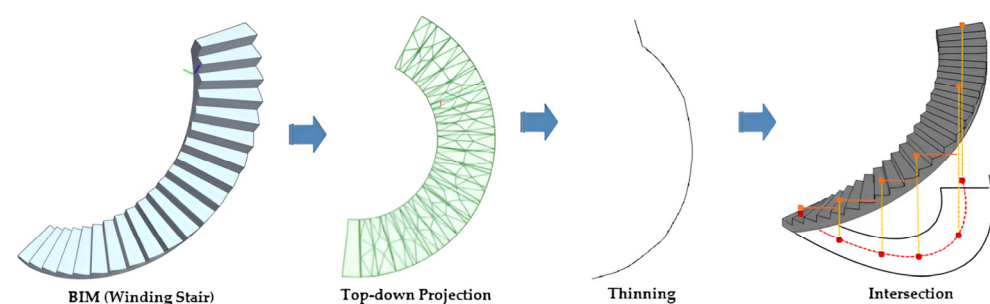 BIM (Winding Stair)
Top-down Projection
Thinning
Intersection